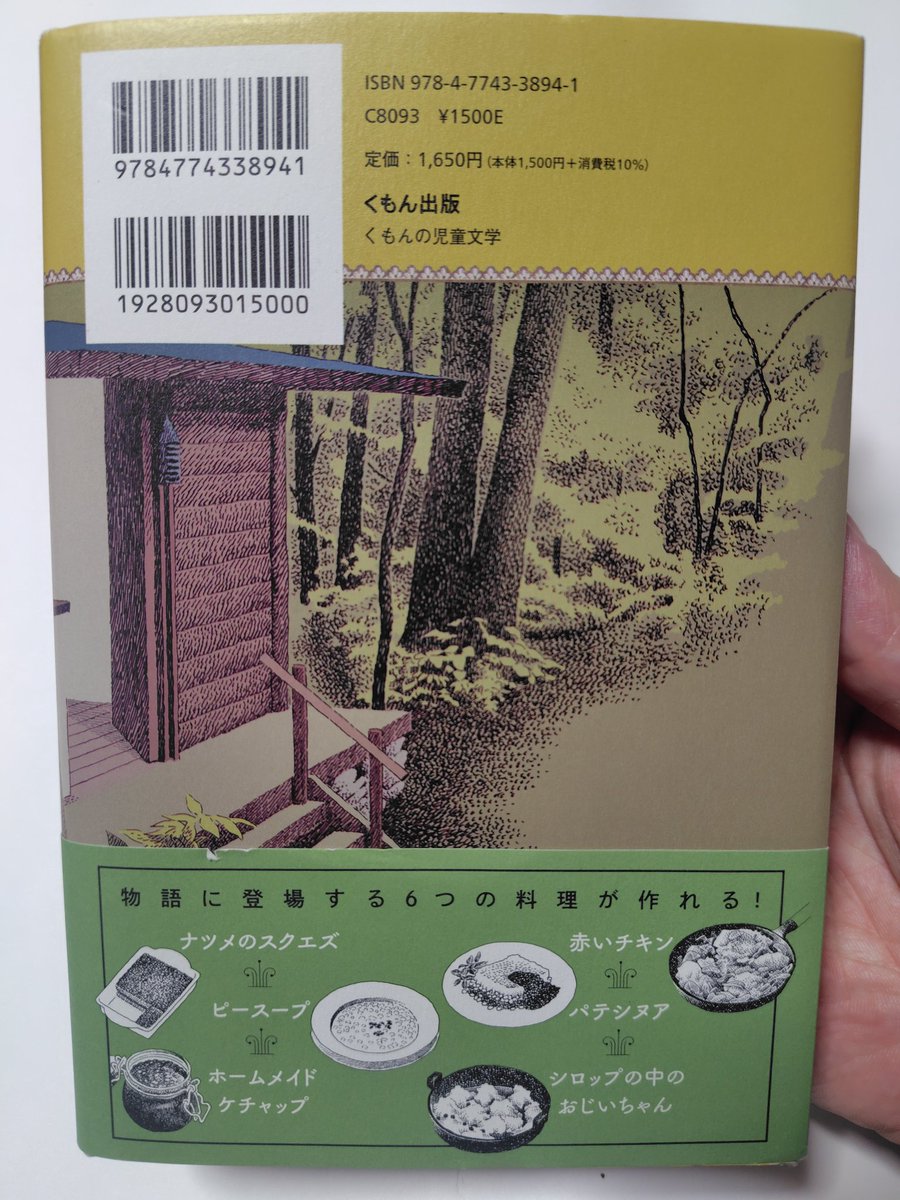 9784774338941
1928093015000
ISBN 978-4-7743-3894-1
C8093 ¥1500E
定価：1,650円（本体1,500円＋消費税10%）
くもん出版
くもんの児童文学
物語に登場する6つの料理が作れる！
ナツメのスクエズ
ピースープ
ホームメイド
ケチャップ
赤いチキン
パテシヌア
シロップの中の
おじいちゃん